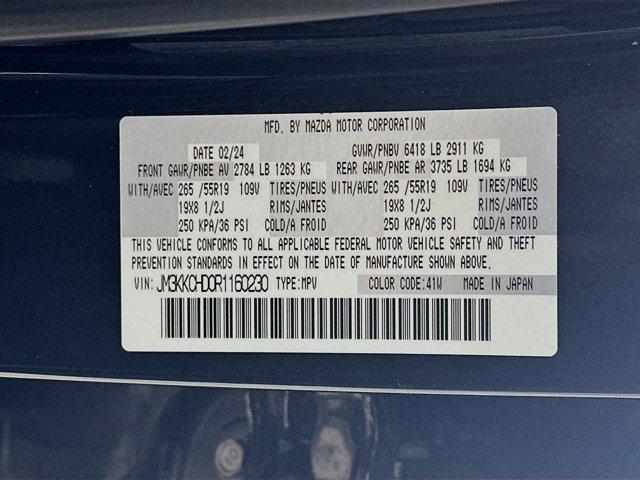 MFD. BY MAZDA MOTOR CORPORATION
DATE 02/24 GVWR/PNBV 6418 LB 2911 KG
FRONT GAWR/PNBE AV 2784 LB 1263 KG REAR GAWR/PNBE AR 3735 LB 1694 KG
WITH/AVEC 265 /55R19 109V TIRES/PNEUS WITH/AVEC 265 /55R19 109V TIRES/PNEUS
19X8 1/2J RIMS/JANTES 19X8 1/2J RIMS/JANTES
250 KPA/36 PSI COLD/A FROID 250 KPA/36 PSI COLD/A FROID
THIS VEHICLE CONFORMS TO ALL APPLICABLE FEDERAL MOTOR VEHICLE SAFETY AND THEFT
PREVENTION STANDARDS IN EFFECT ON THE DATE OF MANUFACTURE SHOWN ABOVE.
VIN: JM3KKCHD0R1160230 TYPE:MPV COLOR CODE:41W MADE IN JAPAN